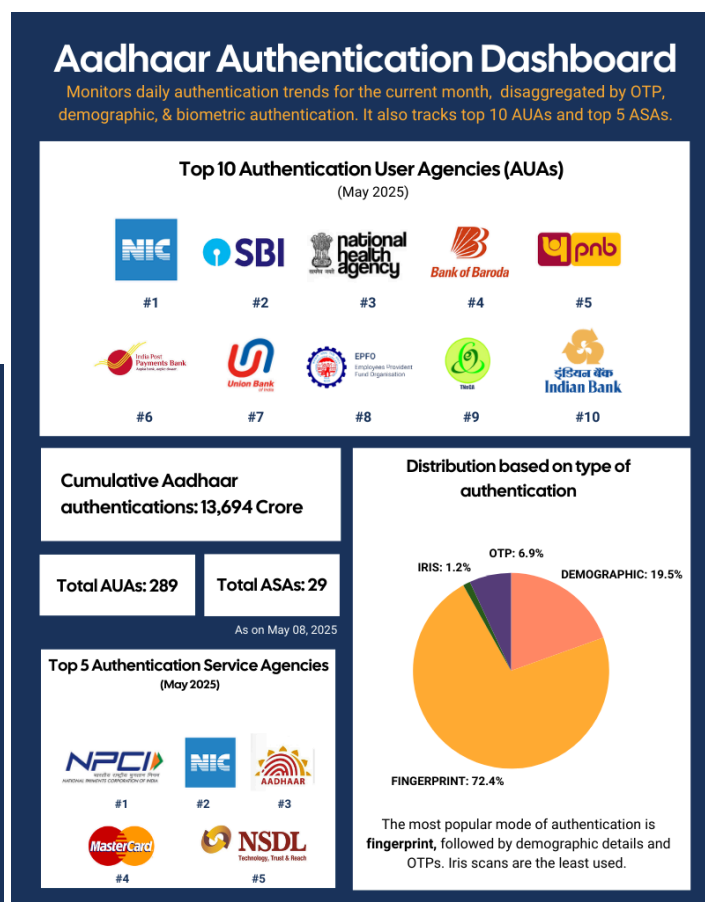 Aadhaar Authentication Dashboard
Monitors daily authentication trends for the current month, disaggregated by OTP,
demographic, & biometric authentication. It also tracks top 10 AUAs and top 5 ASAs.
Top 10 Authentication User Agencies (AUAs)
(May 2025)
NIC
SBI
national
health
agency
Bank of Baroda
pnb
#1
#2
#3
#4
#5
India Post
Payments Bank
Union Bank
of India
EPFO
Employees Provident
Fund Organisation
TNeGA
इंडियन बैंक
Indian Bank
#6
#7
#8
#9
#10
Cumulative Aadhaar
authentications: 13,694 Crore
Total AUAs: 289
Total ASAs: 29
As on May 08, 2025
Top 5 Authentication Service Agencies
(May 2025)
NPCI
NATIONAL PAYMENTS CORPORATION OF INDIA
NIC
AADHAAR
#1
#2
#3
MasterCard
NSDL
Technology, Trust & Reach
#4
#5
Distribution based on type of
authentication
OTP: 6.9%
IRIS: 1.2%
DEMOGRAPHIC: 19.5%
FINGERPRINT: 72.4%
The most popular mode of authentication is
fingerprint, followed by demographic details and
OTPs. Iris scans are the least used.